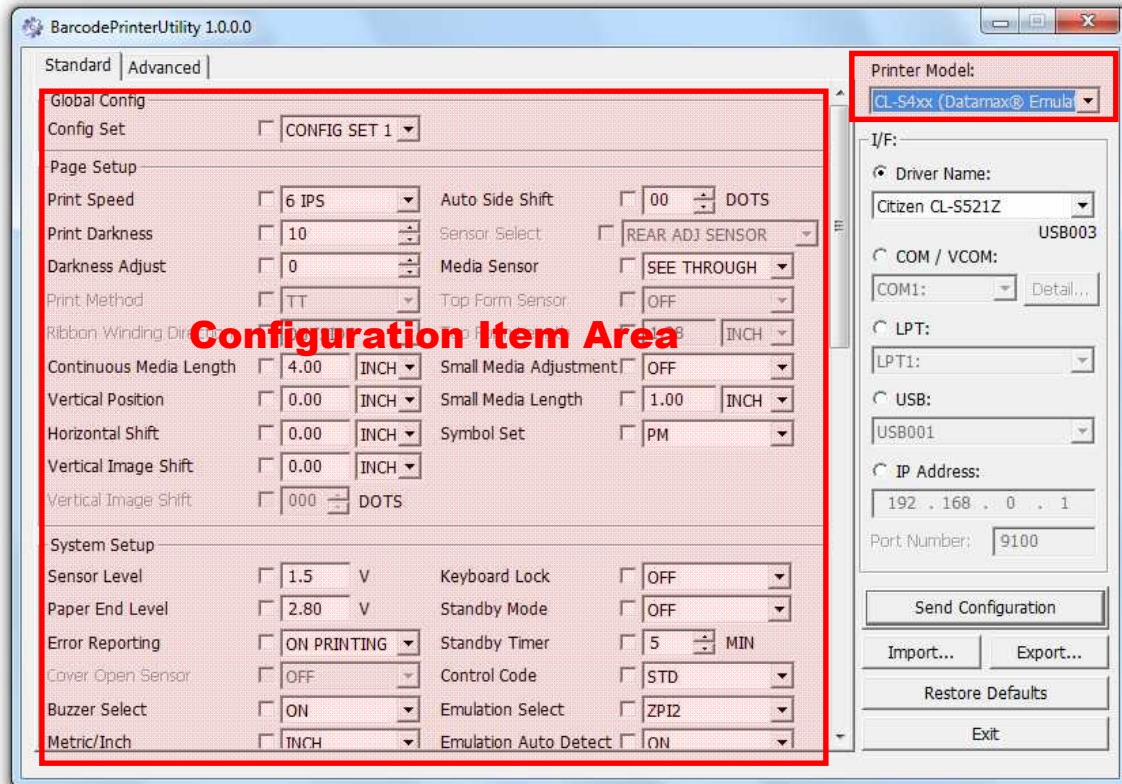 BarcodePrinterUtility 1.0.0.0
Standard Advanced
Printer Model:
CL-S4xx (Datamax® Emulat
Global Config
Config Set CONFIG SET 1
Page Setup
Print Speed 6 IPS Auto Side Shift 00 DOTS
Print Darkness 10 Sensor Select REAR ADJ SENSOR
Darkness Adjust 0 Media Sensor SEE THROUGH
Print Method TT Top Form Sensor OFF
Ribbon Winding INCH
Configuration Item Area
Continuous Media Length 4.00 INCH Small Media Adjustment OFF
Vertical Position 0.00 INCH Small Media Length 1.00 INCH
Horizontal Shift 0.00 INCH Symbol Set PM
Vertical Image Shift 0.00 INCH
Vertical Image Shift 000 DOTS
System Setup
Sensor Level 1.5 V Keyboard Lock OFF
Paper End Level 2.80 V Standby Mode OFF
Error Reporting ON PRINTING Standby Timer 5 MIN
Cover Open Sensor OFF Control Code STD
Buzzer Select ON Emulation Select ZPI2
Metric/Inch INCH Emulation Auto Detect ON
I/F:
Driver Name:
Citizen CL-S521Z
USB003
COM / VCOM:
COM1: Detail...
LPT:
LPT1:
USB:
USB001
IP Address:
192 . 168 . 0 . 1
Port Number: 9100
Send Configuration
Import... Export...
Restore Defaults
Exit